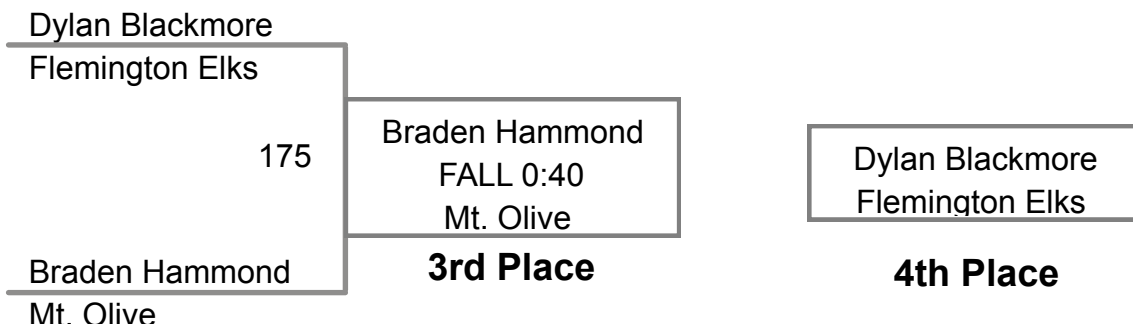 Dylan Blackmore
Flemington Elks
175
Braden Hammond
FALL 0:40
Mt. Olive
3rd Place
Braden Hammond
Mt. Olive
Dylan Blackmore
Flemington Elks
4th Place